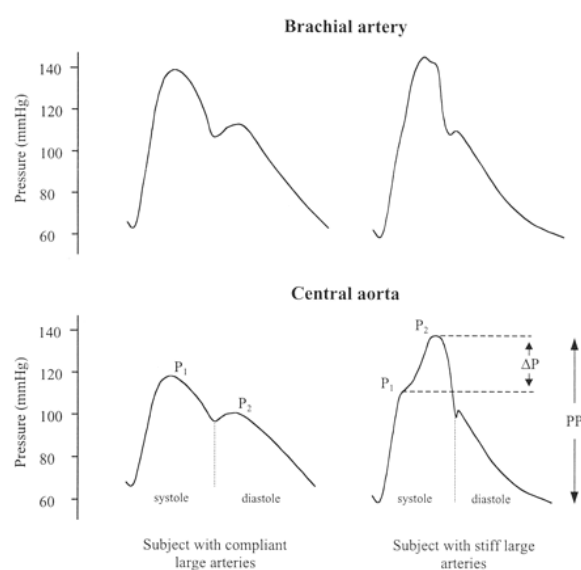 Brachial artery
Pressure (mmHg)
140
120
100
80
60
Central aorta
Pressure (mmHg)
140
120
100
80
60
P1
P2
systole
diastole
P2
P1
ΔP
PP
systole
diastole
Subject with compliant
large arteries
Subject with stiff large
arteries